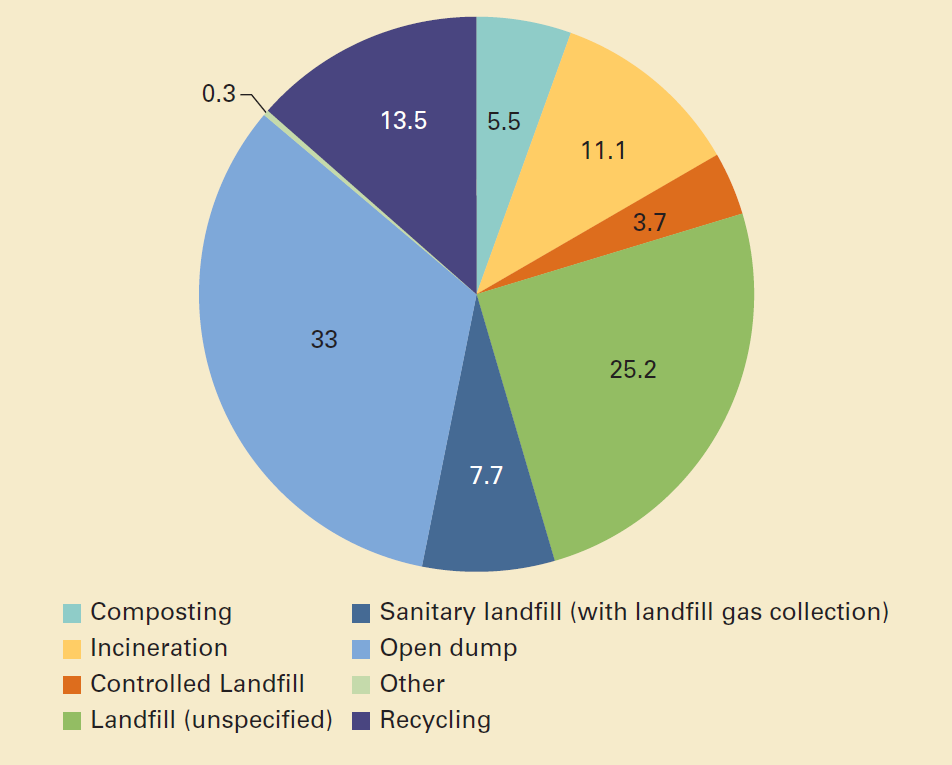 0.3
13.5
5.5
11.1
3.7
33
25.2
7.7
Composting
Incineration
Controlled Landfill
Landfill (unspecified)
Sanitary landfill (with landfill gas collection)
Open dump
Other
Recycling